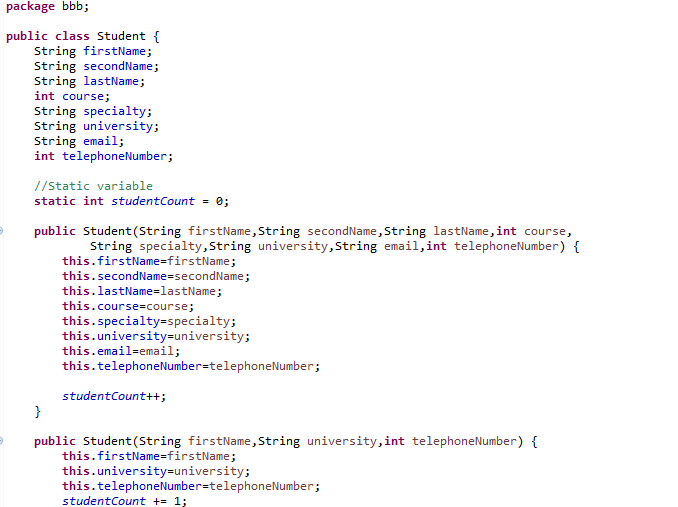 package bbb;
public class Student {
String firstName;
String secondName;
String lastName;
int course;
String specialty;
String university;
String email;
int telephoneNumber;
//Static variable
static int studentCount = 0;
public Student(String firstName,String secondName,String lastName,int course,
String specialty,String university,String email,int telephoneNumber) {
this.firstName=firstName;
this.secondName=secondName;
this.lastName=lastName;
this.course=course;
this.specialty=specialty;
this.university=university;
this.email=email;
this.telephoneNumber=telephoneNumber;
studentCount++;
}
public Student(String firstName,String university,int telephoneNumber) {
this.firstName=firstName;
this.university=university;
this.telephoneNumber=telephoneNumber;
studentCount += 1;